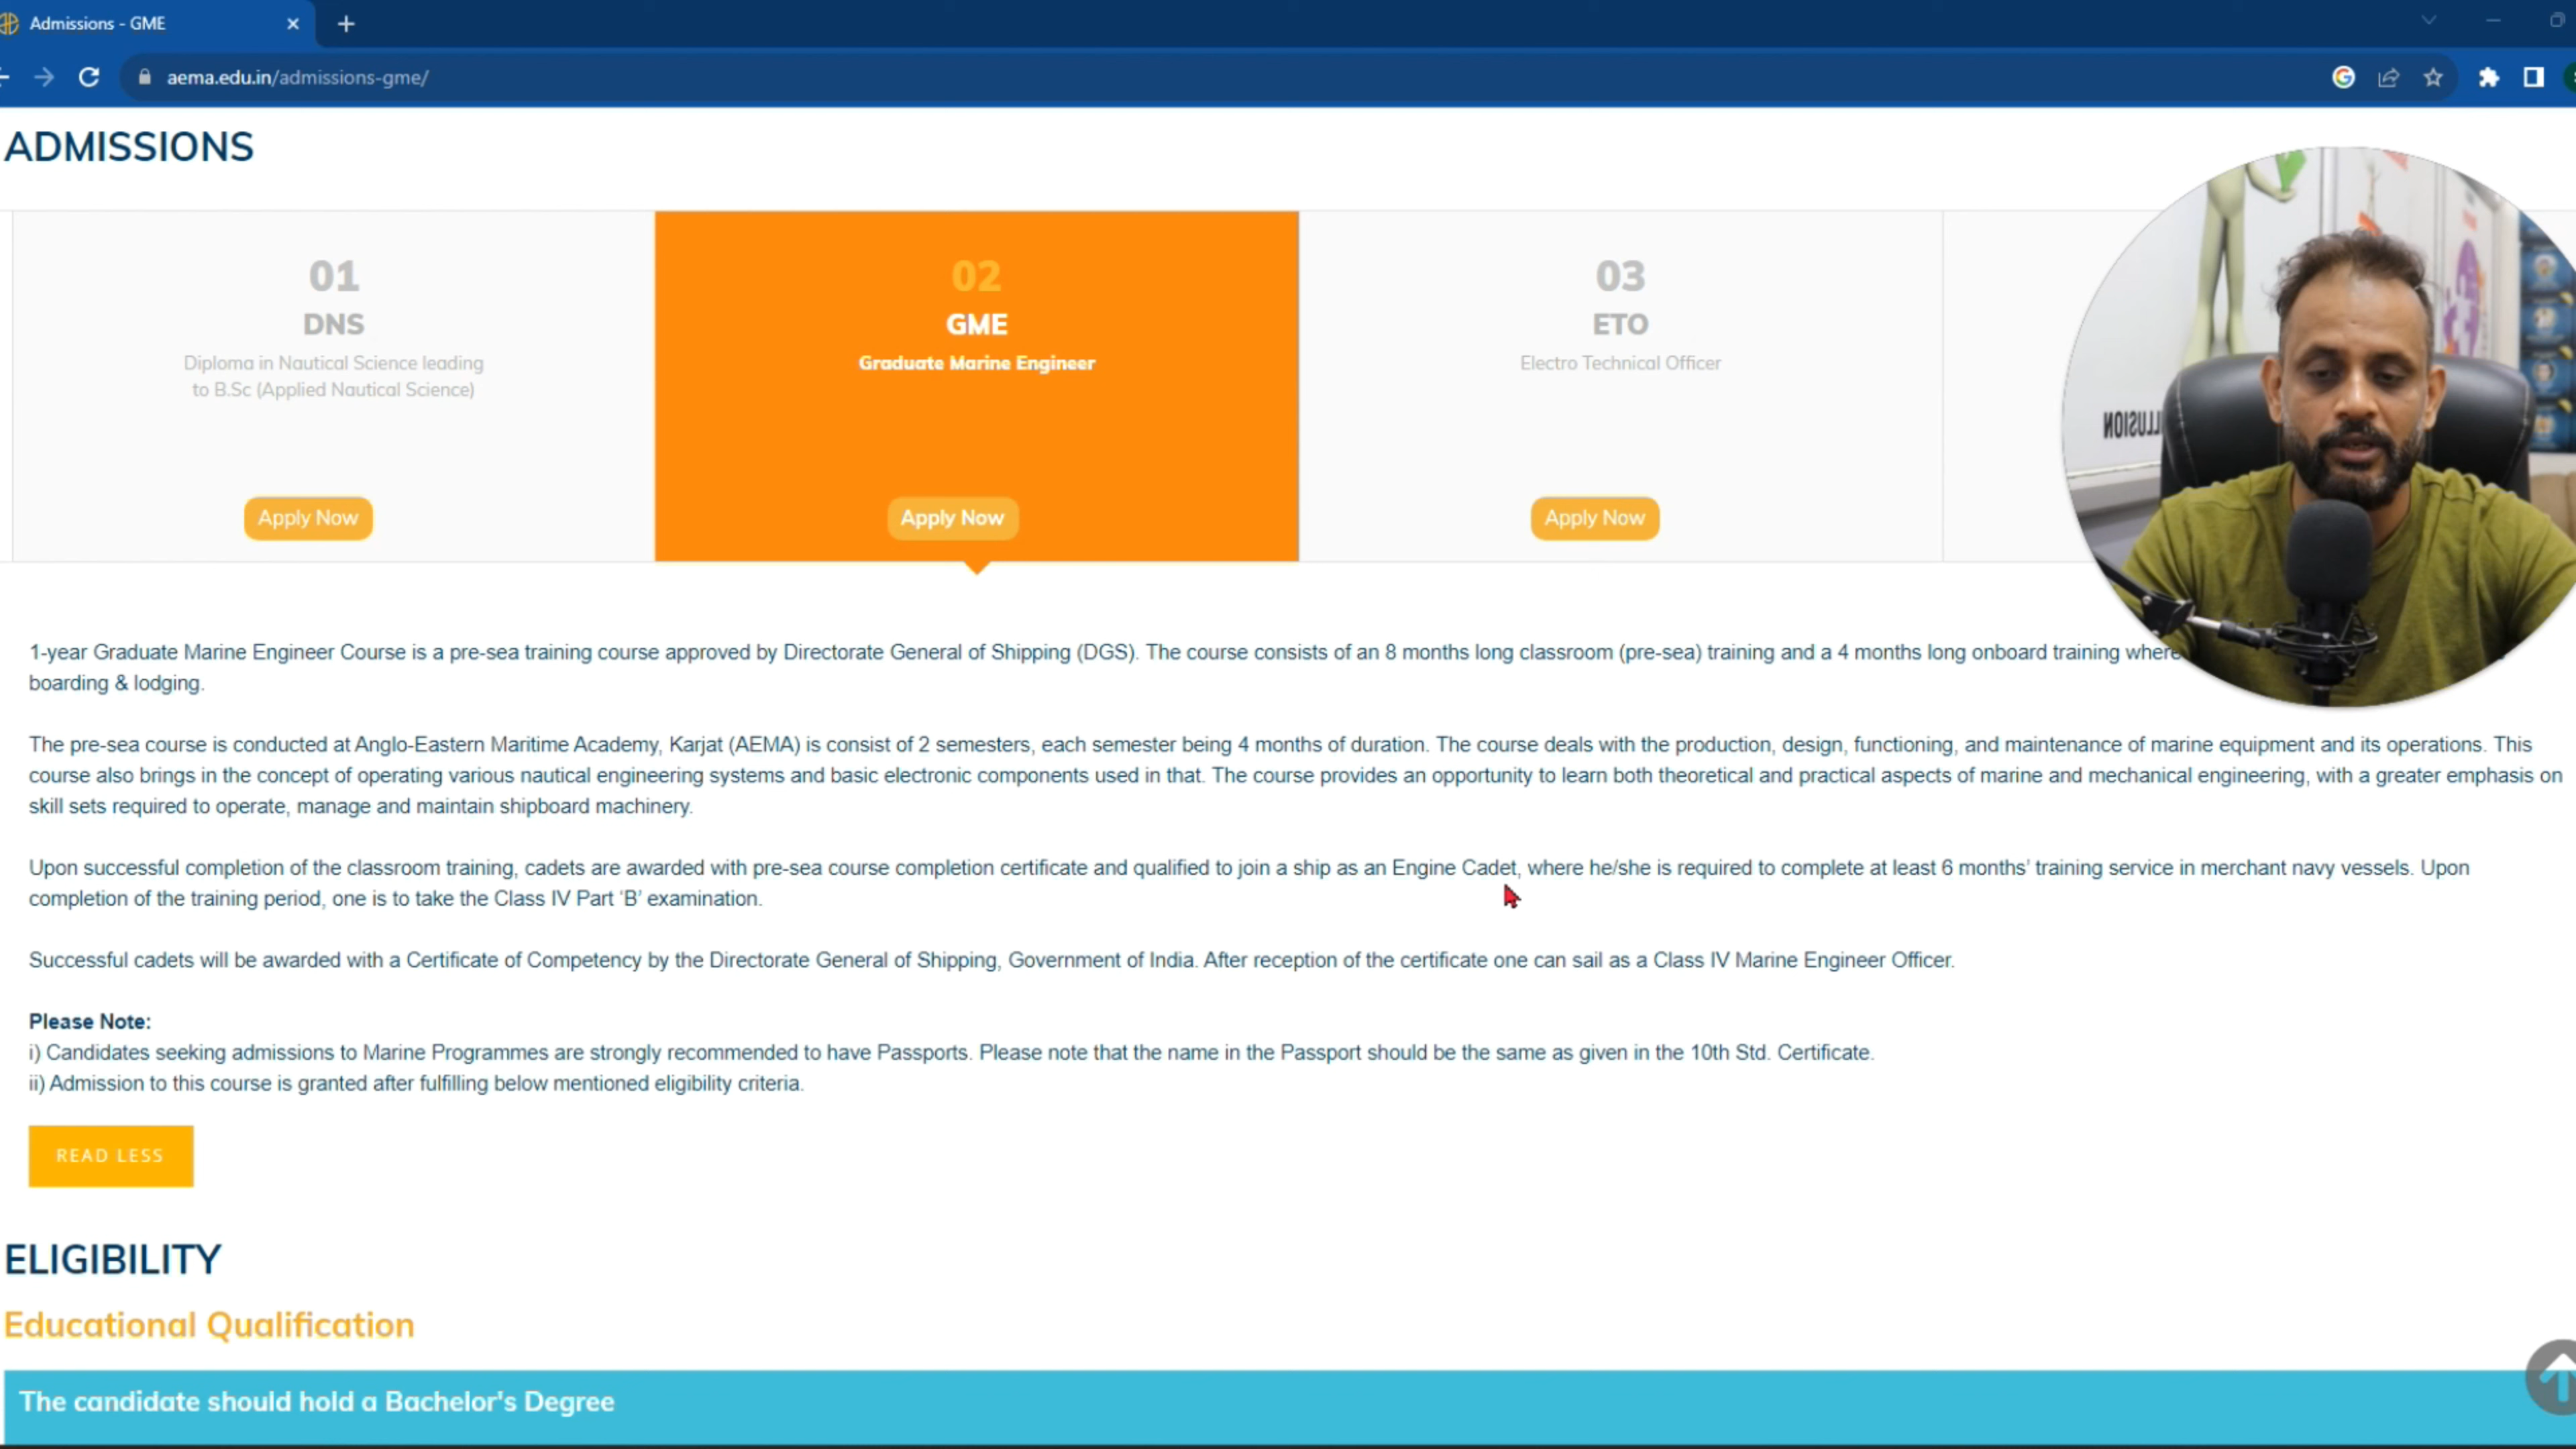 Admissions - GME
aema.edu.in/admissions-gme/
ADMISSIONS
01
DNS
Diploma in Nautical Science leading
to B.Sc (Applied Nautical Science)
Apply Now
02
GME
Graduate Marine Engineer
Apply Now
03
ETO
Electro Technical Officer
Apply Now
LLUSION
1-year Graduate Marine Engineer Course is a pre-sea training course approved by Directorate General of Shipping (DGS). The course consists of an 8 months long classroom (pre-sea) training and a 4 months long onboard training where
boarding & lodging.
The pre-sea course is conducted at Anglo-Eastern Maritime Academy, Karjat (AEMA) is consist of 2 semesters, each semester being 4 months of duration. The course deals with the production, design, functioning, and maintenance of marine equipment and its operations. This
course also brings in the concept of operating various nautical engineering systems and basic electronic components used in that. The course provides an opportunity to learn both theoretical and practical aspects of marine and mechanical engineering, with a greater emphasis on
skill sets required to operate, manage and maintain shipboard machinery.
Upon successful completion of the classroom training, cadets are awarded with pre-sea course completion certificate and qualified to join a ship as an Engine Cadet, where he/she is required to complete at least 6 months' training service in merchant navy vessels. Upon
completion of the training period, one is to take the Class IV Part ‘B’ examination.
Successful cadets will be awarded with a Certificate of Competency by the Directorate General of Shipping, Government of India. After reception of the certificate one can sail as a Class IV Marine Engineer Officer.
Please Note:
i) Candidates seeking admissions to Marine Programmes are strongly recommended to have Passports. Please note that the name in the Passport should be the same as given in the 10th Std. Certificate.
ii) Admission to this course is granted after fulfilling below mentioned eligibility criteria.
READ LESS
ELIGIBILITY
Educational Qualification
The candidate should hold a Bachelor's Degree